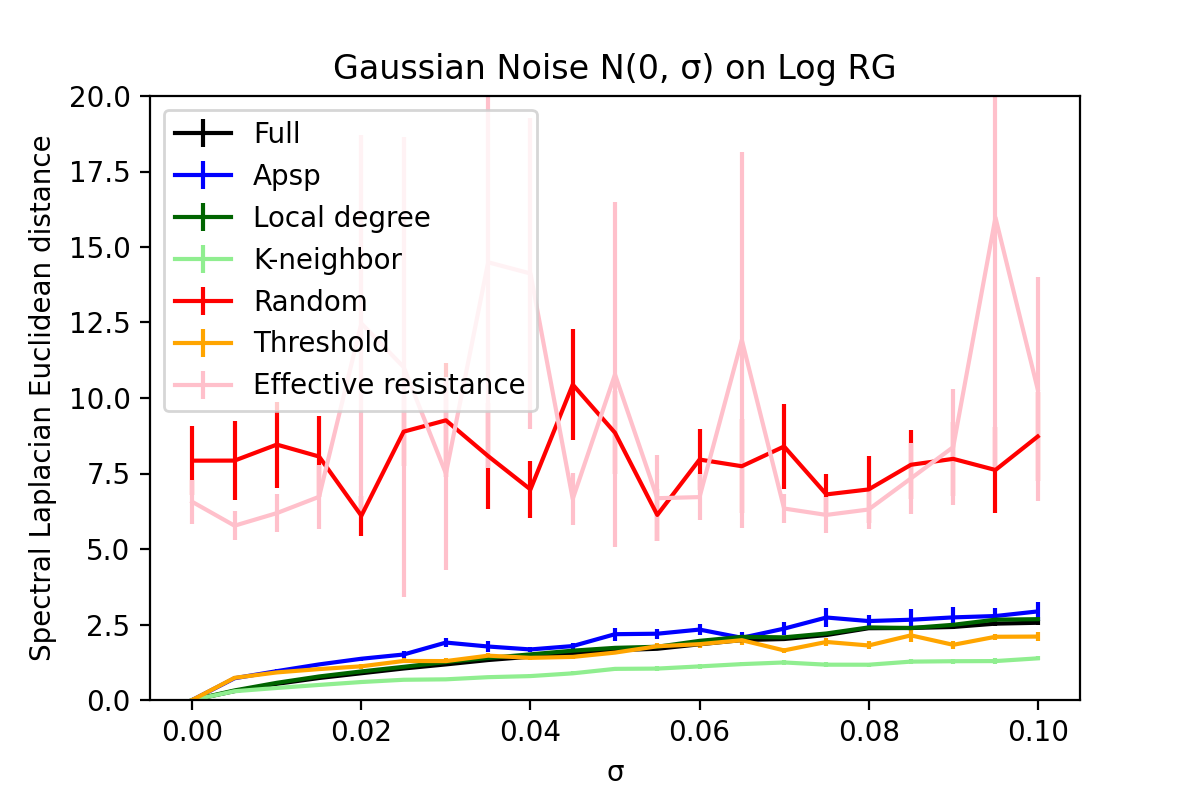 Gaussian Noise N(0, σ) on Log RG
Spectral Laplacian Euclidean distance
20.0
17.5
15.0
12.5
10.0
7.5
5.0
2.5
0.0
Full
Apsp
Local degree
K-neighbor
Random
Threshold
Effective resistance
0.00 0.02 0.04 0.06 0.08 0.10
σ